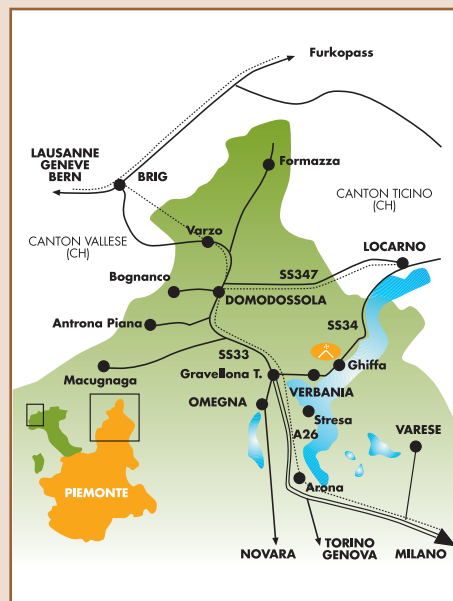 Furkopass
LAUSANNE
GENEVE
BERN
BRIG
Formazza
CANTON TICINO
(CH)
Varzo
CANTON VALLESE
(CH)
LOCARNO
Bognanco
SS347
DOMODOSSOLA
Antrona Piana
SS34
SS33
Macugnaga
Gravellona T.
Ghiffa
OMEGNA
VERBANIA
Stresa
A26
VARESE
PIEMONTE
Arona
NOVARA
TORINO
GENOVA
MILANO